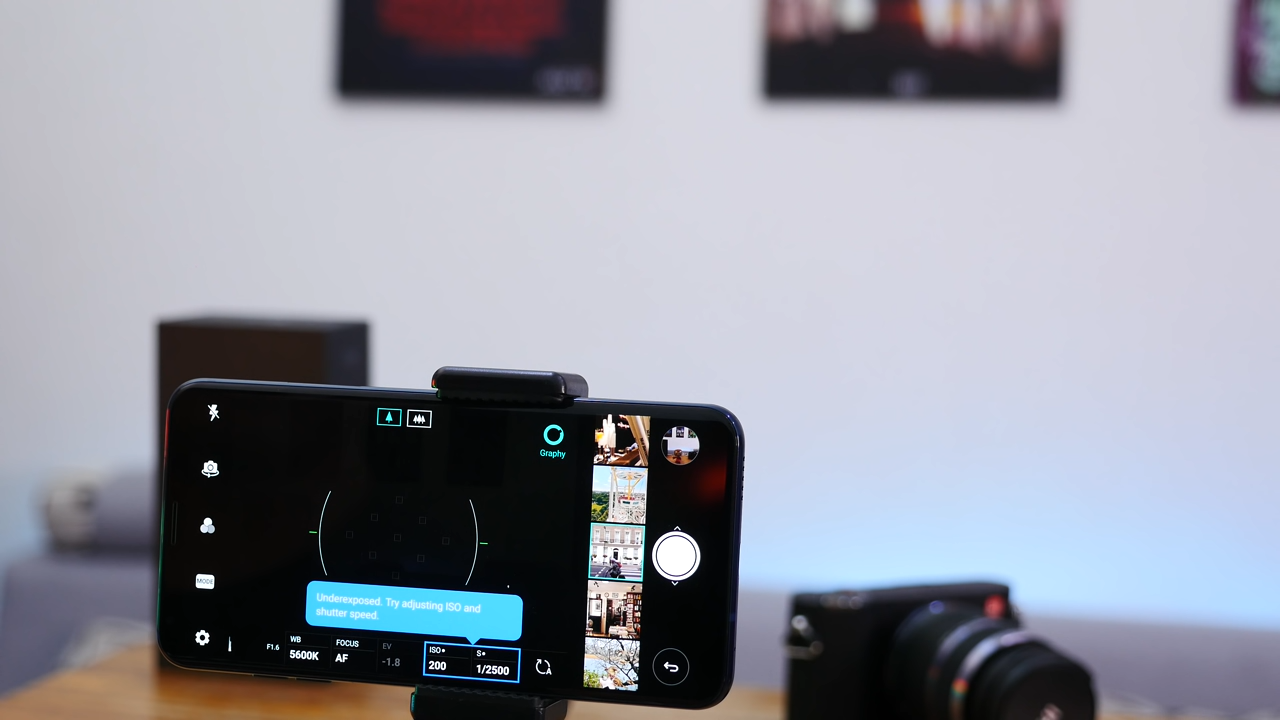 Graphy
MODE
Underexposed. Try adjusting ISO and
shutter speed.
F1.6
WB
5600K
FOCUS
AF
EV
-1.8
ISO
200
S
1/2500
A